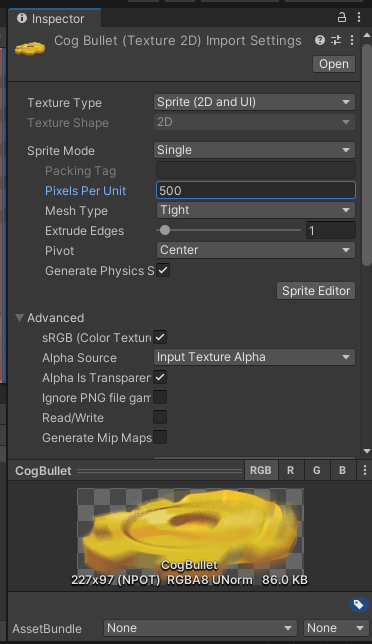 Inspector
Cog Bullet (Texture 2D) Import Settings
Open
Texture Type Sprite (2D and UI)
Texture Shape 2D
Sprite Mode Single
Packing Tag
Pixels Per Unit 500
Mesh Type Tight
Extrude Edges 1
Pivot Center
Generate Physics S
Sprite Editor
Advanced
sRGB (Color Texture
Alpha Source Input Texture Alpha
Alpha Is Transparen
Ignore PNG file gam
Read/Write
Generate Mip Maps
CogBullet RGB R G B
CogBullet
227x97 (NPOT) RGBA8 UNorm 86.0 KB
AssetBundle None None